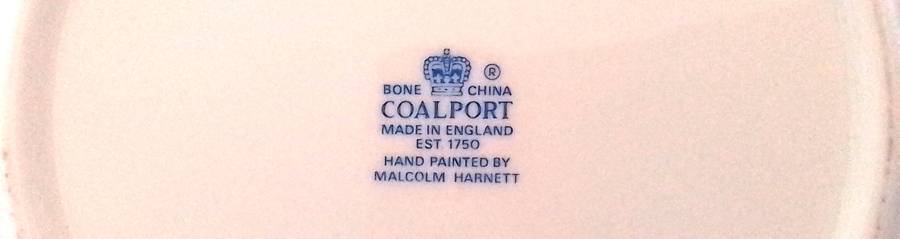 ®
BONE CHINA
COALPORT
MADE IN ENGLAND
EST. 1750
HAND PAINTED BY
MALCOLM HARNETT